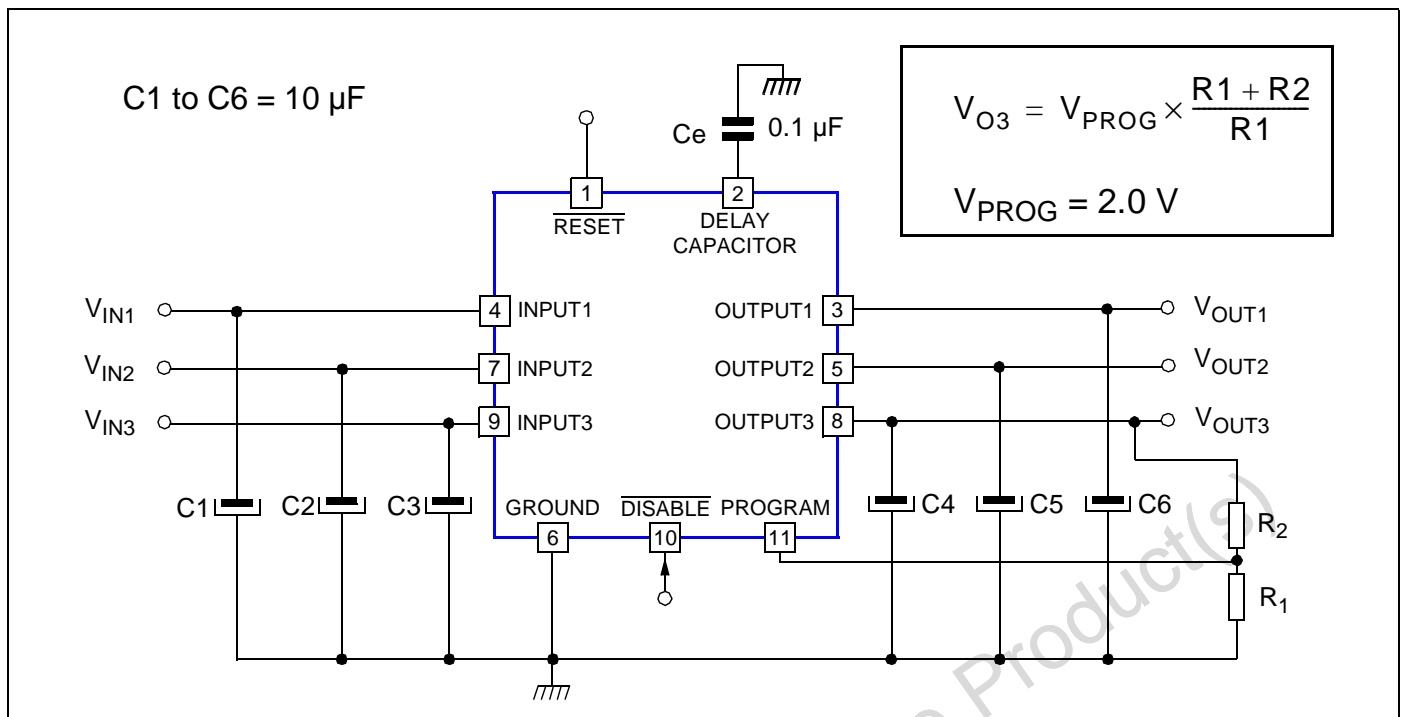 C1 to C6 = 10 µF
Ce 0.1 µF
V_O3 = V_PROG × (R1 + R2) / R1
V_PROG = 2.0 V
1
RESET
2
DELAY
CAPACITOR
V_IN1
4 INPUT1
OUTPUT1 3
V_OUT1
V_IN2
7 INPUT2
OUTPUT2 5
V_OUT2
V_IN3
9 INPUT3
OUTPUT3 8
V_OUT3
C1 C2 C3
GROUND DISABLE PROGRAM
6 10 11
C4 C5 C6
R_2
R_1
Product(s)